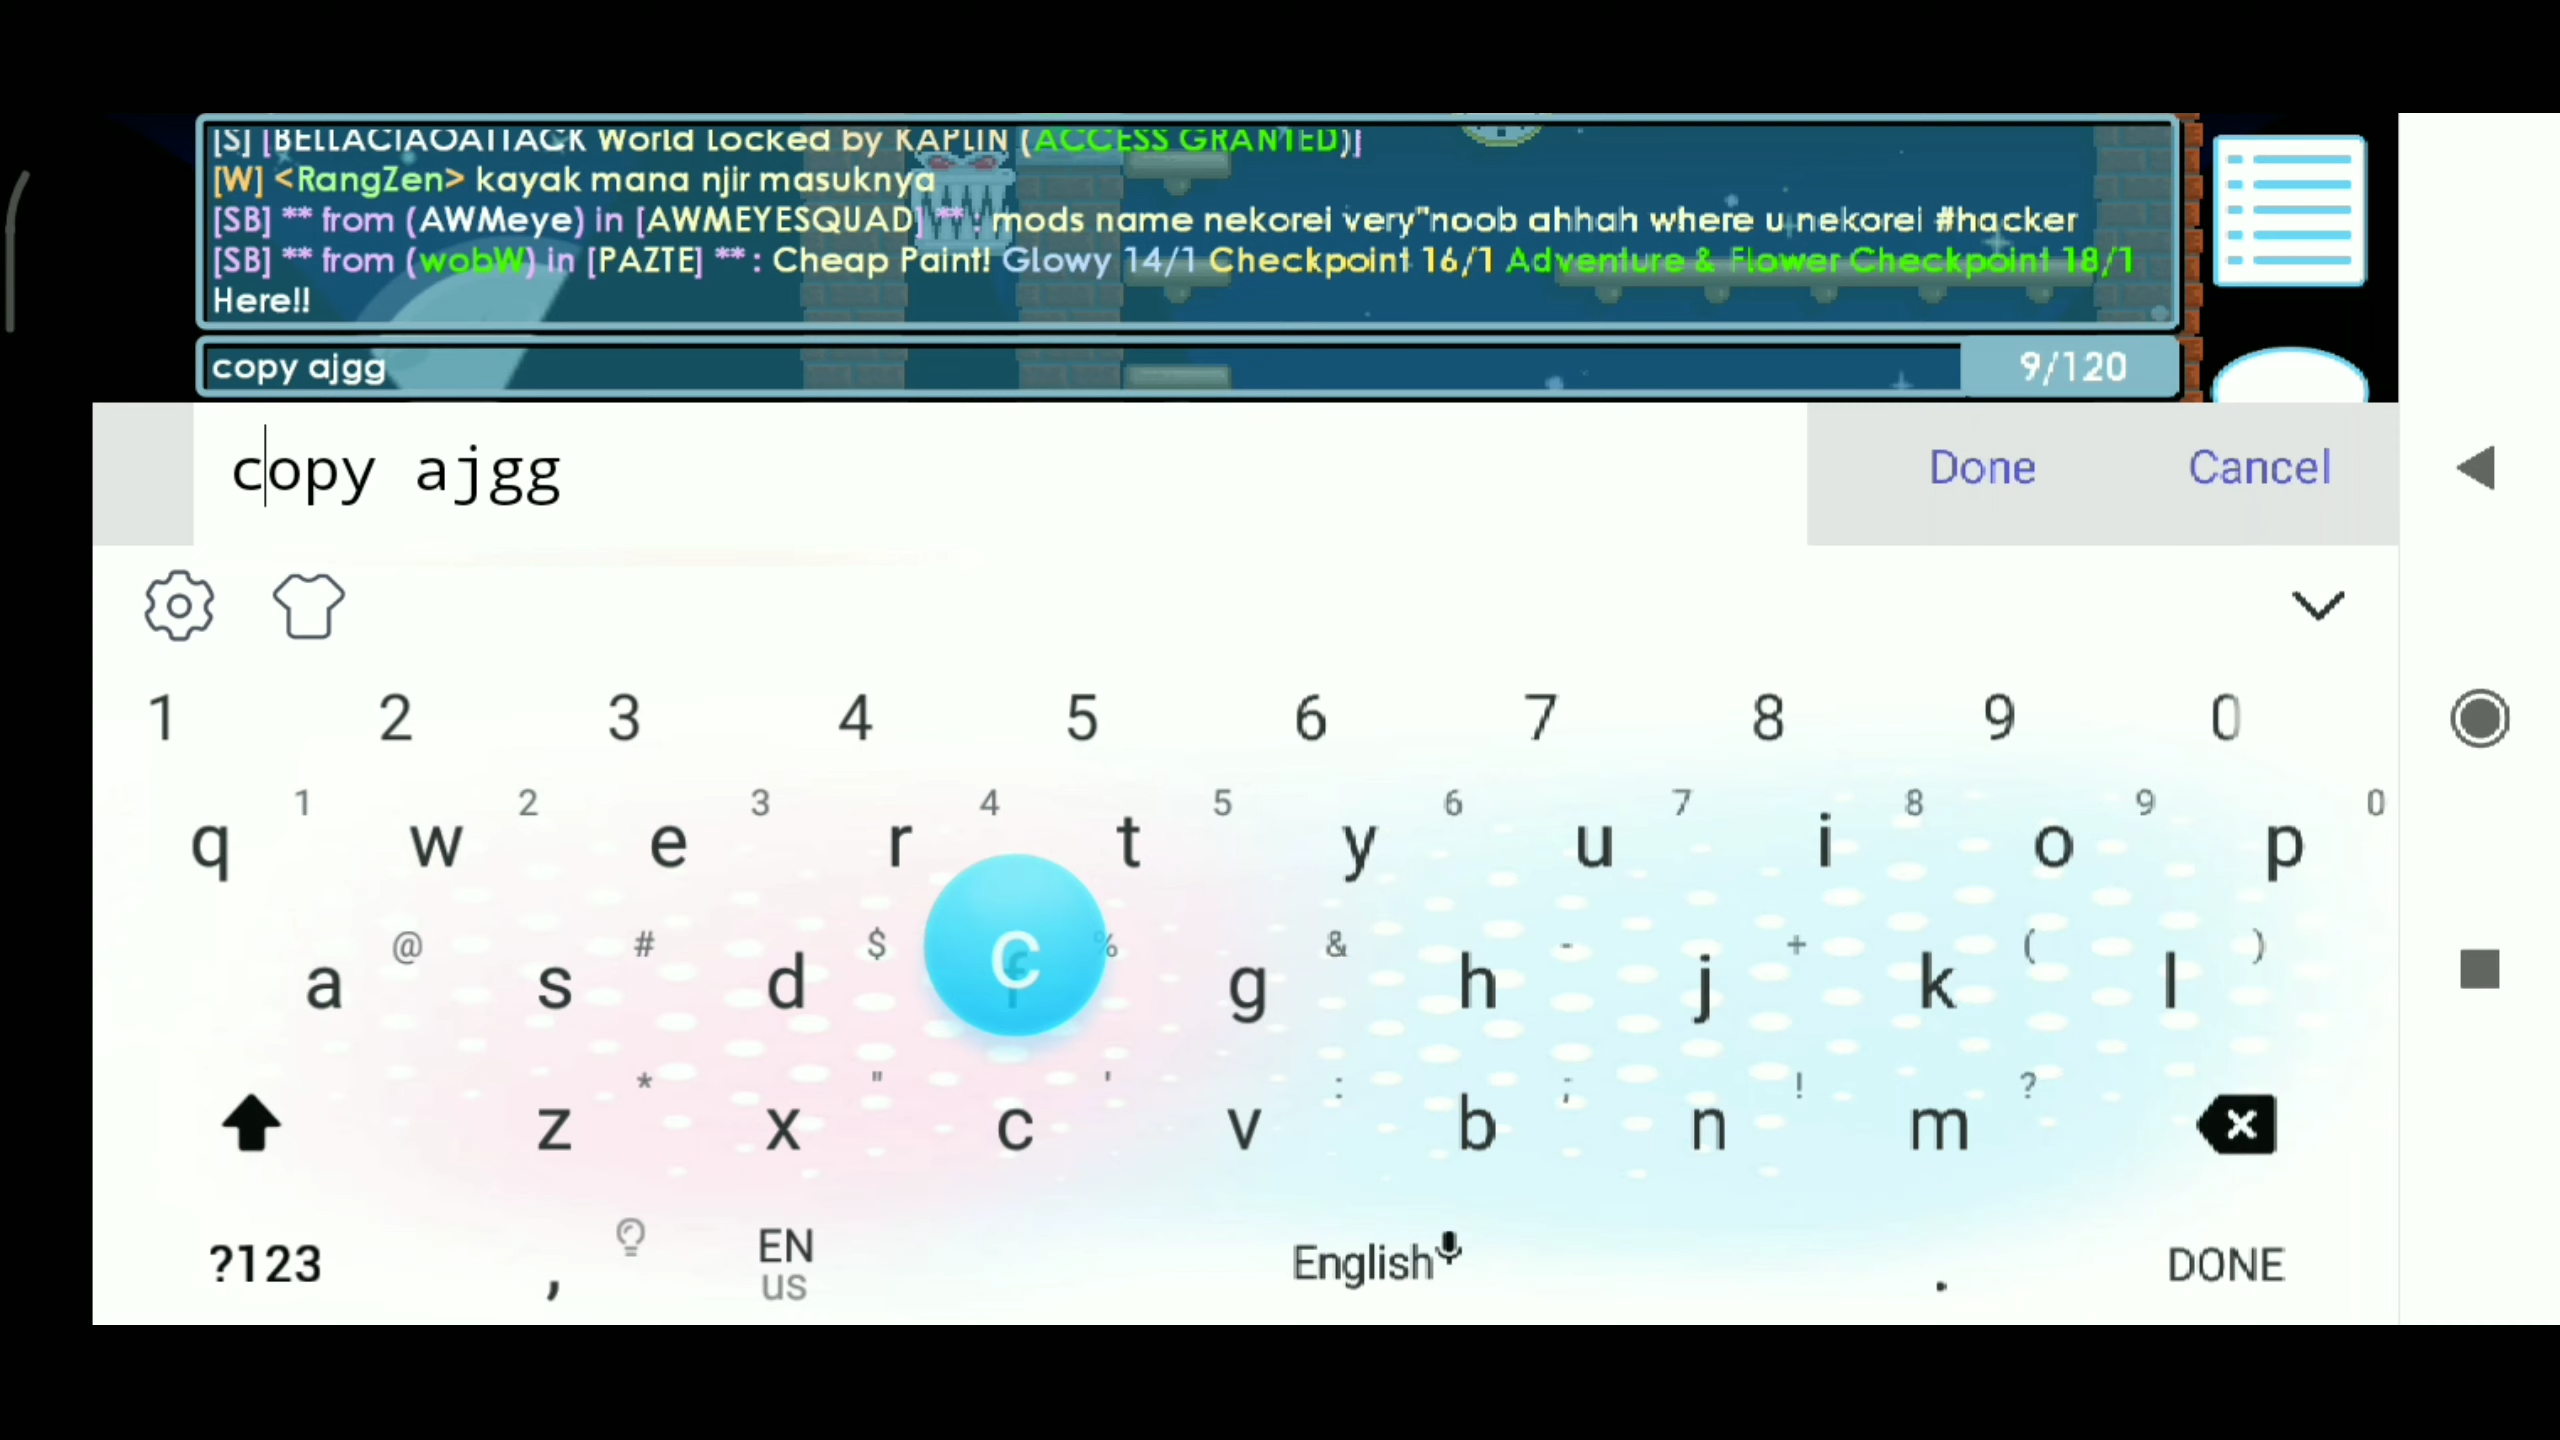 [S] [BELLACIAOATTACK World Locked by KAPLIN (ACCESS GRANTED)]
[W] <RangZen> kayak mana njir masuknya
[SB] ** from (AWMeye) in [AWMEYESQUAD] ** : mods name nekorei very"noob ahhah where u nekorei #hacker
[SB] ** from (wobW) in [PAZTE] ** : Cheap Paint! Glowy 14/1 Checkpoint 16/1 Adventure & Flower Checkpoint 18/1
Here!!
copy ajgg 9/120
copy ajgg Done Cancel
1 2 3 4 5 6 7 8 9 0
1 2 3 4 5 6 7 8 9 0
q w e r t y u i o p
@ # $ % & - + ( )
a s d c f g h j k l
* " ' : ; ! ?
z x c v b n m
?123 , EN English . DONE
US